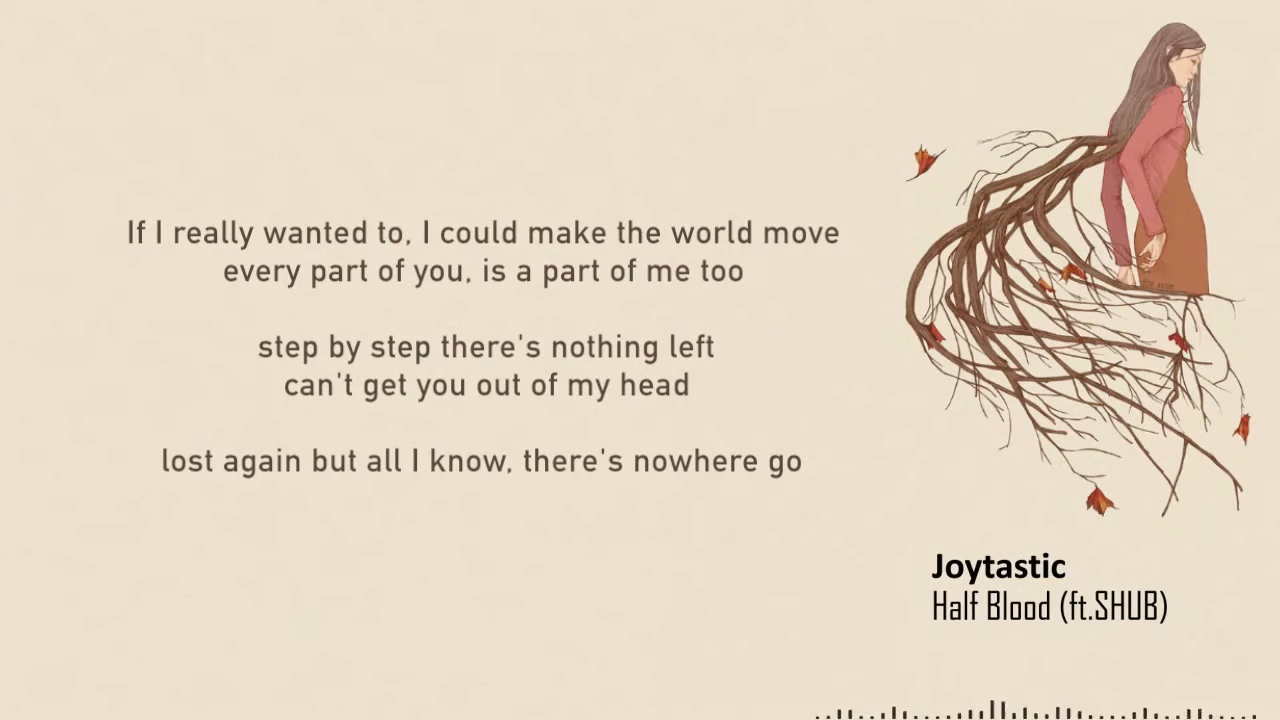 If I really wanted to, I could make the world move
every part of you, is a part of me too
step by step there's nothing left
can't get you out of my head
lost again but all I know, there's nowhere go
Joytastic
Half Blood (ft.SHUB)